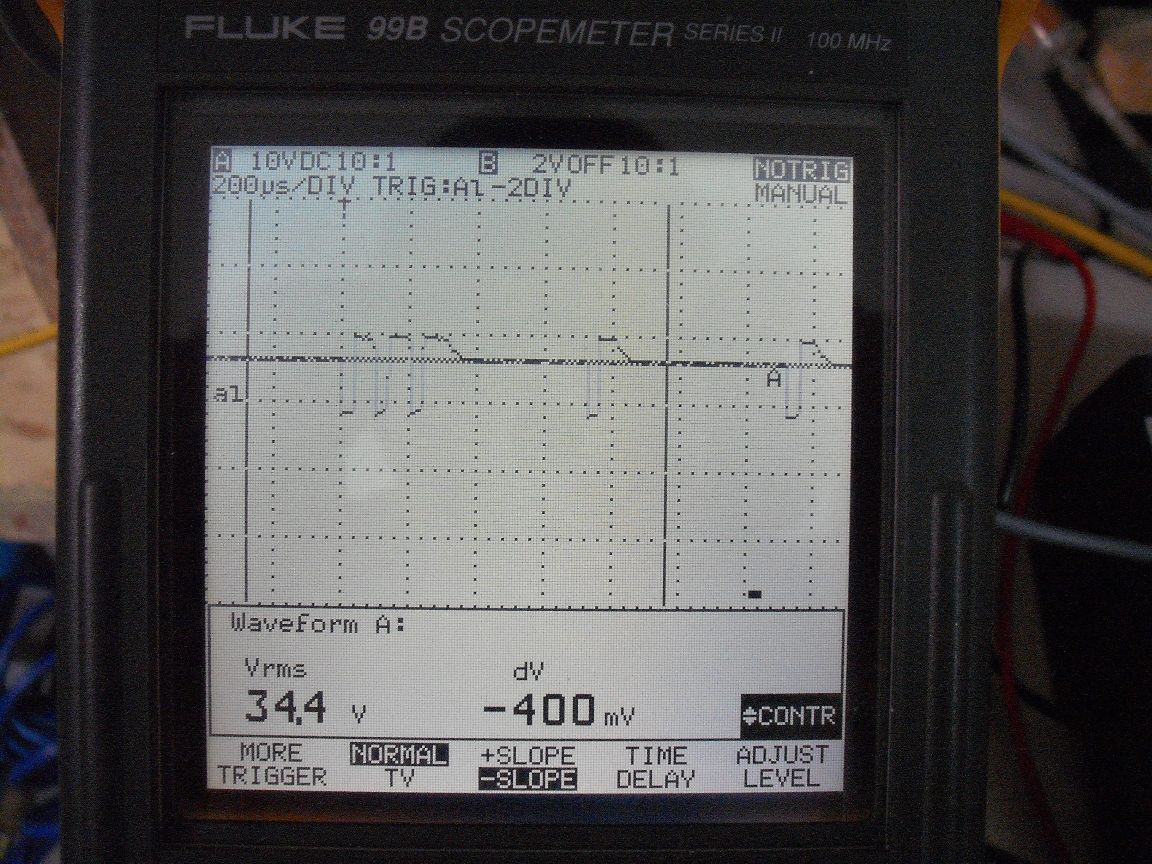 FLUKE 99B SCOPEMETER SERIES II 100 MHz
A 10VDC10:1 B 2VOFF10:1 NOTRIG
200µs/DIV TRIG:A1-2DIV MANUAL
a1
A
Waveform A:
Vrms dV
34.4 V -400 mV
CONTR
MORE NORMAL +SLOPE TIME ADJUST
TRIGGER TV -SLOPE DELAY LEVEL